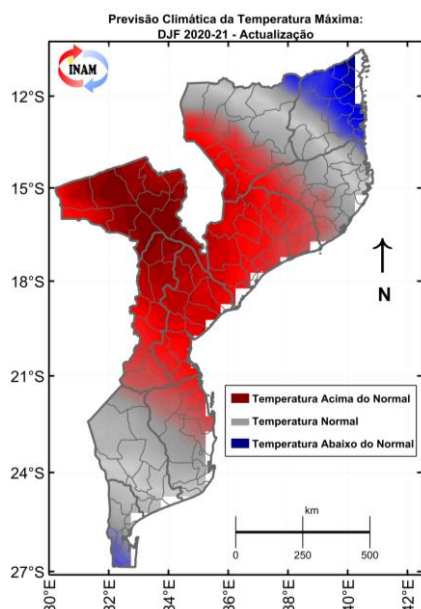 Previsão Climática da Temperatura Máxima:
DJF 2020-21 - Actualização
INAM
12°S
15°S
18°S
21°S
24°S
27°S
N
Temperatura Acima do Normal
Temperatura Normal
Temperatura Abaixo do Normal
km
0 250 500
30°E 32°E 34°E 36°E 38°E 40°E 42°E